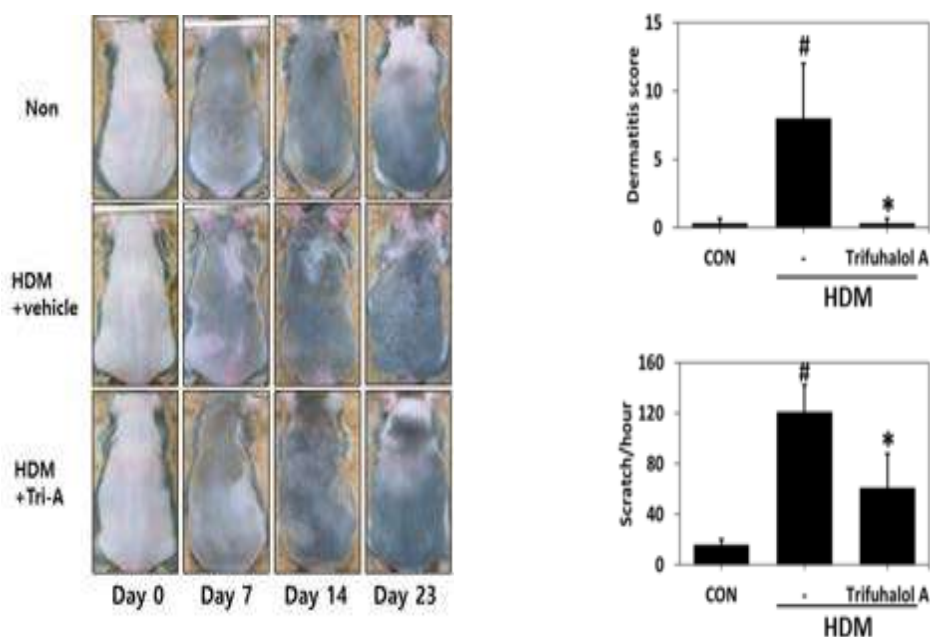 Non
HDM
+vehicle
HDM
+Tri-A
Day 0 Day 7 Day 14 Day 23
Dermatitis score
15
10
5
0
#
*
CON - Trifuhalol A
HDM
Scratch/hour
160
120
80
40
0
#
*
CON - Trifuhalol A
HDM